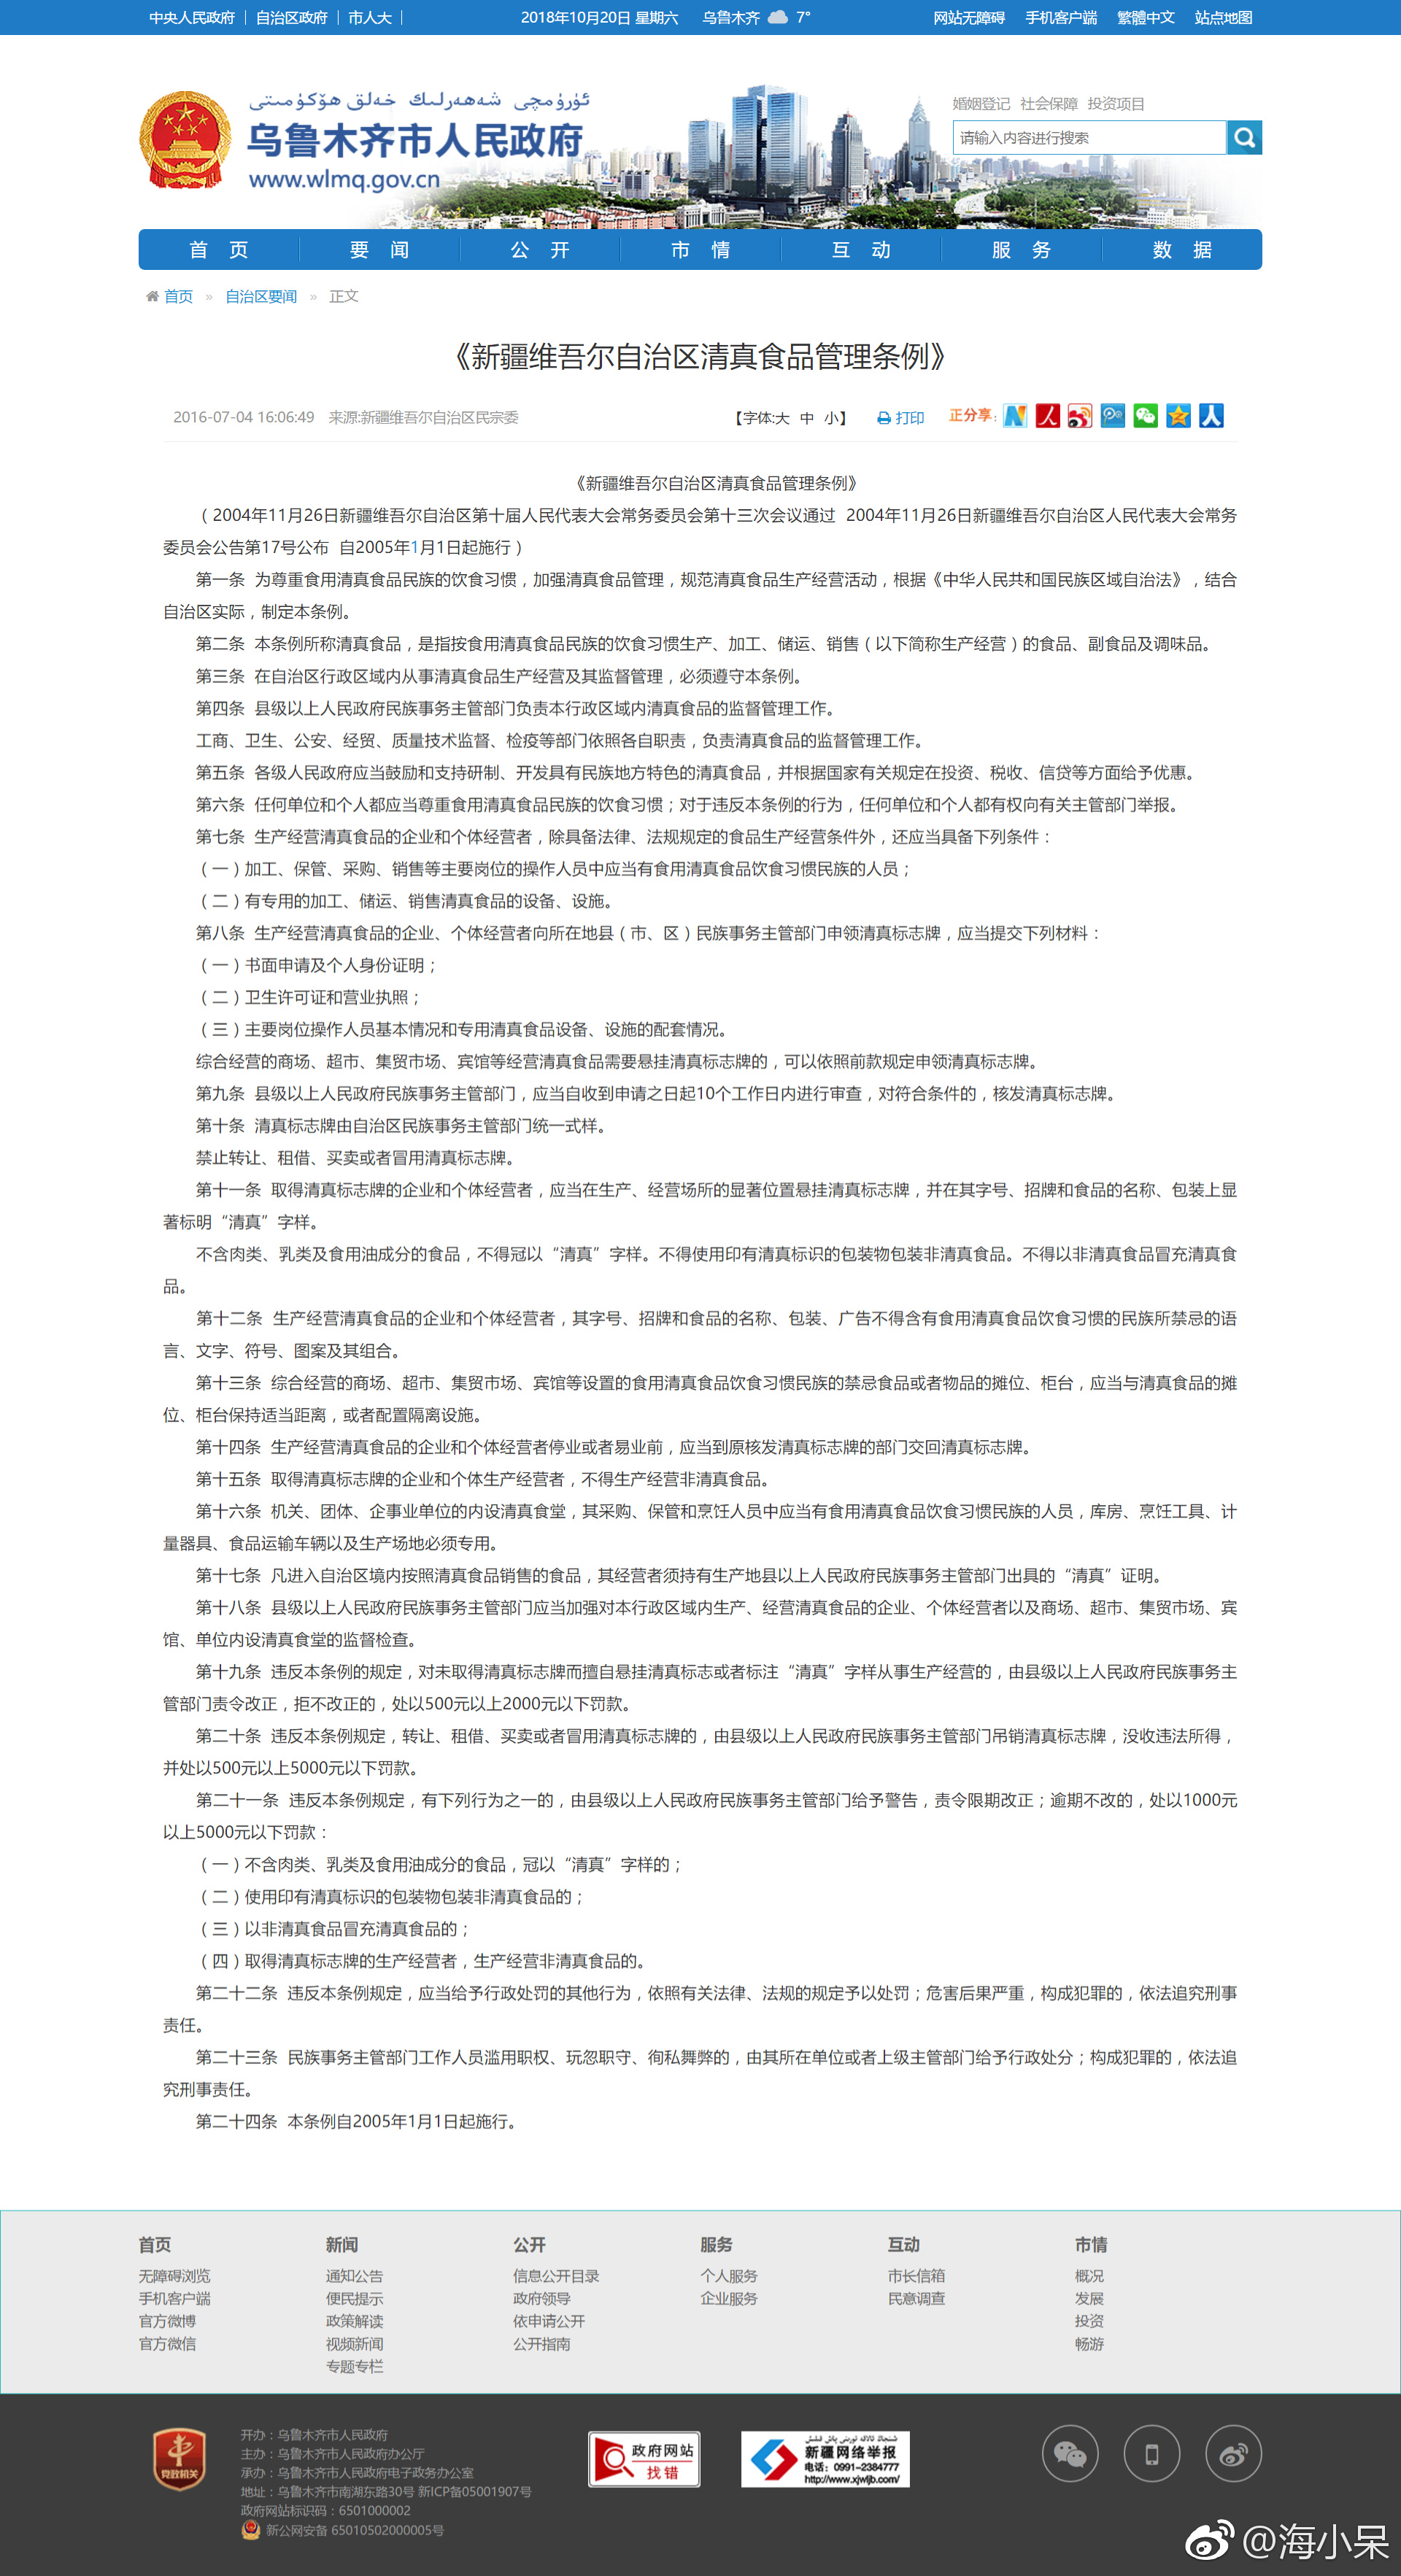 中央人民政府 自治区政府 市人大 2018年10月20日 星期六 乌鲁木齐 7° 网站无障碍 手机客户端 繁體中文 站点地图
ئۈرۈمچى شەھەرلىك خەلق ھۆكۈمىتى
乌鲁木齐市人民政府
www.wlmq.gov.cn
婚姻登记 社会保障 投资项目
请输入内容进行搜索
首 页 要 闻 公 开 市 情 互 动 服 务 数 据
首页 » 自治区要闻 » 正文
《新疆维吾尔自治区清真食品管理条例》
2016-07-04 16:06:49 来源:新疆维吾尔自治区民宗委 【字体:大 中 小】 打印 正分享:
《新疆维吾尔自治区清真食品管理条例》
（2004年11月26日新疆维吾尔自治区第十届人民代表大会常务委员会第十三次会议通过 2004年11月26日新疆维吾尔自治区人民代表大会常务
委员会公告第17号公布 自2005年1月1日起施行）
第一条 为尊重食用清真食品民族的饮食习惯，加强清真食品管理，规范清真食品生产经营活动，根据《中华人民共和国民族区域自治法》，结合
自治区实际，制定本条例。
第二条 本条例所称清真食品，是指按食用清真食品民族的饮食习惯生产、加工、储运、销售（以下简称生产经营）的食品、副食品及调味品。
第三条 在自治区行政区域内从事清真食品生产经营及其监督管理，必须遵守本条例。
第四条 县级以上人民政府民族事务主管部门负责本行政区域内清真食品的监督管理工作。
工商、卫生、公安、经贸、质量技术监督、检疫等部门依照各自职责，负责清真食品的监督管理工作。
第五条 各级人民政府应当鼓励和支持研制、开发具有民族地方特色的清真食品，并根据国家有关规定在投资、税收、信贷等方面给予优惠。
第六条 任何单位和个人都应当尊重食用清真食品民族的饮食习惯；对于违反本条例的行为，任何单位和个人都有权向有关主管部门举报。
第七条 生产经营清真食品的企业和个体经营者，除具备法律、法规规定的食品生产经营条件外，还应当具备下列条件：
（一）加工、保管、采购、销售等主要岗位的操作人员中应当有食用清真食品饮食习惯民族的人员；
（二）有专用的加工、储运、销售清真食品的设备、设施。
第八条 生产经营清真食品的企业、个体经营者向所在地县（市、区）民族事务主管部门申领清真标志牌，应当提交下列材料：
（一）书面申请及个人身份证明；
（二）卫生许可证和营业执照；
（三）主要岗位操作人员基本情况和专用清真食品设备、设施的配套情况。
综合经营的商场、超市、集贸市场、宾馆等经营清真食品需要悬挂清真标志牌的，可以依照前款规定申领清真标志牌。
第九条 县级以上人民政府民族事务主管部门，应当自收到申请之日起10个工作日内进行审查，对符合条件的，核发清真标志牌。
第十条 清真标志牌由自治区民族事务主管部门统一式样。
禁止转让、租借、买卖或者冒用清真标志牌。
第十一条 取得清真标志牌的企业和个体经营者，应当在生产、经营场所的显著位置悬挂清真标志牌，并在其字号、招牌和食品的名称、包装上显
著标明“清真”字样。
不含肉类、乳类及食用油成分的食品，不得冠以“清真”字样。不得使用印有清真标识的包装物包装非清真食品。不得以非清真食品冒充清真食
品。
第十二条 生产经营清真食品的企业和个体经营者，其字号、招牌和食品的名称、包装、广告不得含有食用清真食品饮食习惯的民族所禁忌的语
言、文字、符号、图案及其组合。
第十三条 综合经营的商场、超市、集贸市场、宾馆等设置的食用清真食品饮食习惯民族的禁忌食品或者物品的摊位、柜台，应当与清真食品的摊
位、柜台保持适当距离，或者配置隔离设施。
第十四条 生产经营清真食品的企业和个体经营者停业或者易业前，应当到原核发清真标志牌的部门交回清真标志牌。
第十五条 取得清真标志牌的企业和个体生产经营者，不得生产经营非清真食品。
第十六条 机关、团体、企事业单位的内设清真食堂，其采购、保管和烹饪人员中应当有食用清真食品饮食习惯民族的人员，库房、烹饪工具、计
量器具、食品运输车辆以及生产场地必须专用。
第十七条 凡进入自治区境内按照清真食品销售的食品，其经营者须持有生产地县以上人民政府民族事务主管部门出具的“清真”证明。
第十八条 县级以上人民政府民族事务主管部门应当加强对本行政区域内生产、经营清真食品的企业、个体经营者以及商场、超市、集贸市场、宾
馆、单位内设清真食堂的监督检查。
第十九条 违反本条例的规定，对未取得清真标志牌而擅自悬挂清真标志或者标注“清真”字样从事生产经营的，由县级以上人民政府民族事务主
管部门责令改正，拒不改正的，处以500元以上2000元以下罚款。
第二十条 违反本条例规定，转让、租借、买卖或者冒用清真标志牌的，由县级以上人民政府民族事务主管部门吊销清真标志牌，没收违法所得，
并处以500元以上5000元以下罚款。
第二十一条 违反本条例规定，有下列行为之一的，由县级以上人民政府民族事务主管部门给予警告，责令限期改正；逾期不改的，处以1000元
以上5000元以下罚款：
（一）不含肉类、乳类及食用油成分的食品，冠以“清真”字样的；
（二）使用印有清真标识的包装物包装非清真食品的；
（三）以非清真食品冒充清真食品的；
（四）取得清真标志牌的生产经营者，生产经营非清真食品的。
第二十二条 违反本条例规定，应当给予行政处罚的其他行为，依照有关法律、法规的规定予以处罚；危害后果严重，构成犯罪的，依法追究刑事
责任。
第二十三条 民族事务主管部门工作人员滥用职权、玩忽职守、徇私舞弊的，由其所在单位或者上级主管部门给予行政处分；构成犯罪的，依法追
究刑事责任。
第二十四条 本条例自2005年1月1日起施行。
首页 新闻 公开 服务 互动 市情
无障碍浏览 通知公告 信息公开目录 个人服务 市长信箱 概况
手机客户端 便民提示 政府领导 企业服务 民意调查 发展
官方微博 政策解读 依申请公开 投资
官方微信 视频新闻 公开指南 畅游
专题专栏
党政机关
开办：乌鲁木齐市人民政府
主办：乌鲁木齐市人民政府办公厅
承办：乌鲁木齐市人民政府电子政务办公室
地址：乌鲁木齐市南湖东路30号 新ICP备05001907号
政府网站标识码：6501000002
新公网安备 65010502000005号
政府网站
找错
新疆网络举报
电话：0991-2384777
http://www.xjwljb.com/
@海小呆